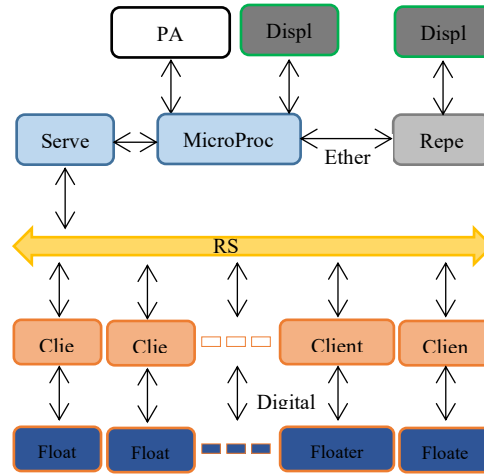 PA
Displ
Displ
Serve
MicroProc
Ether
Repe
RS
Clie
Clie
Client
Clien
Digital
Float
Float
Floater
Floate